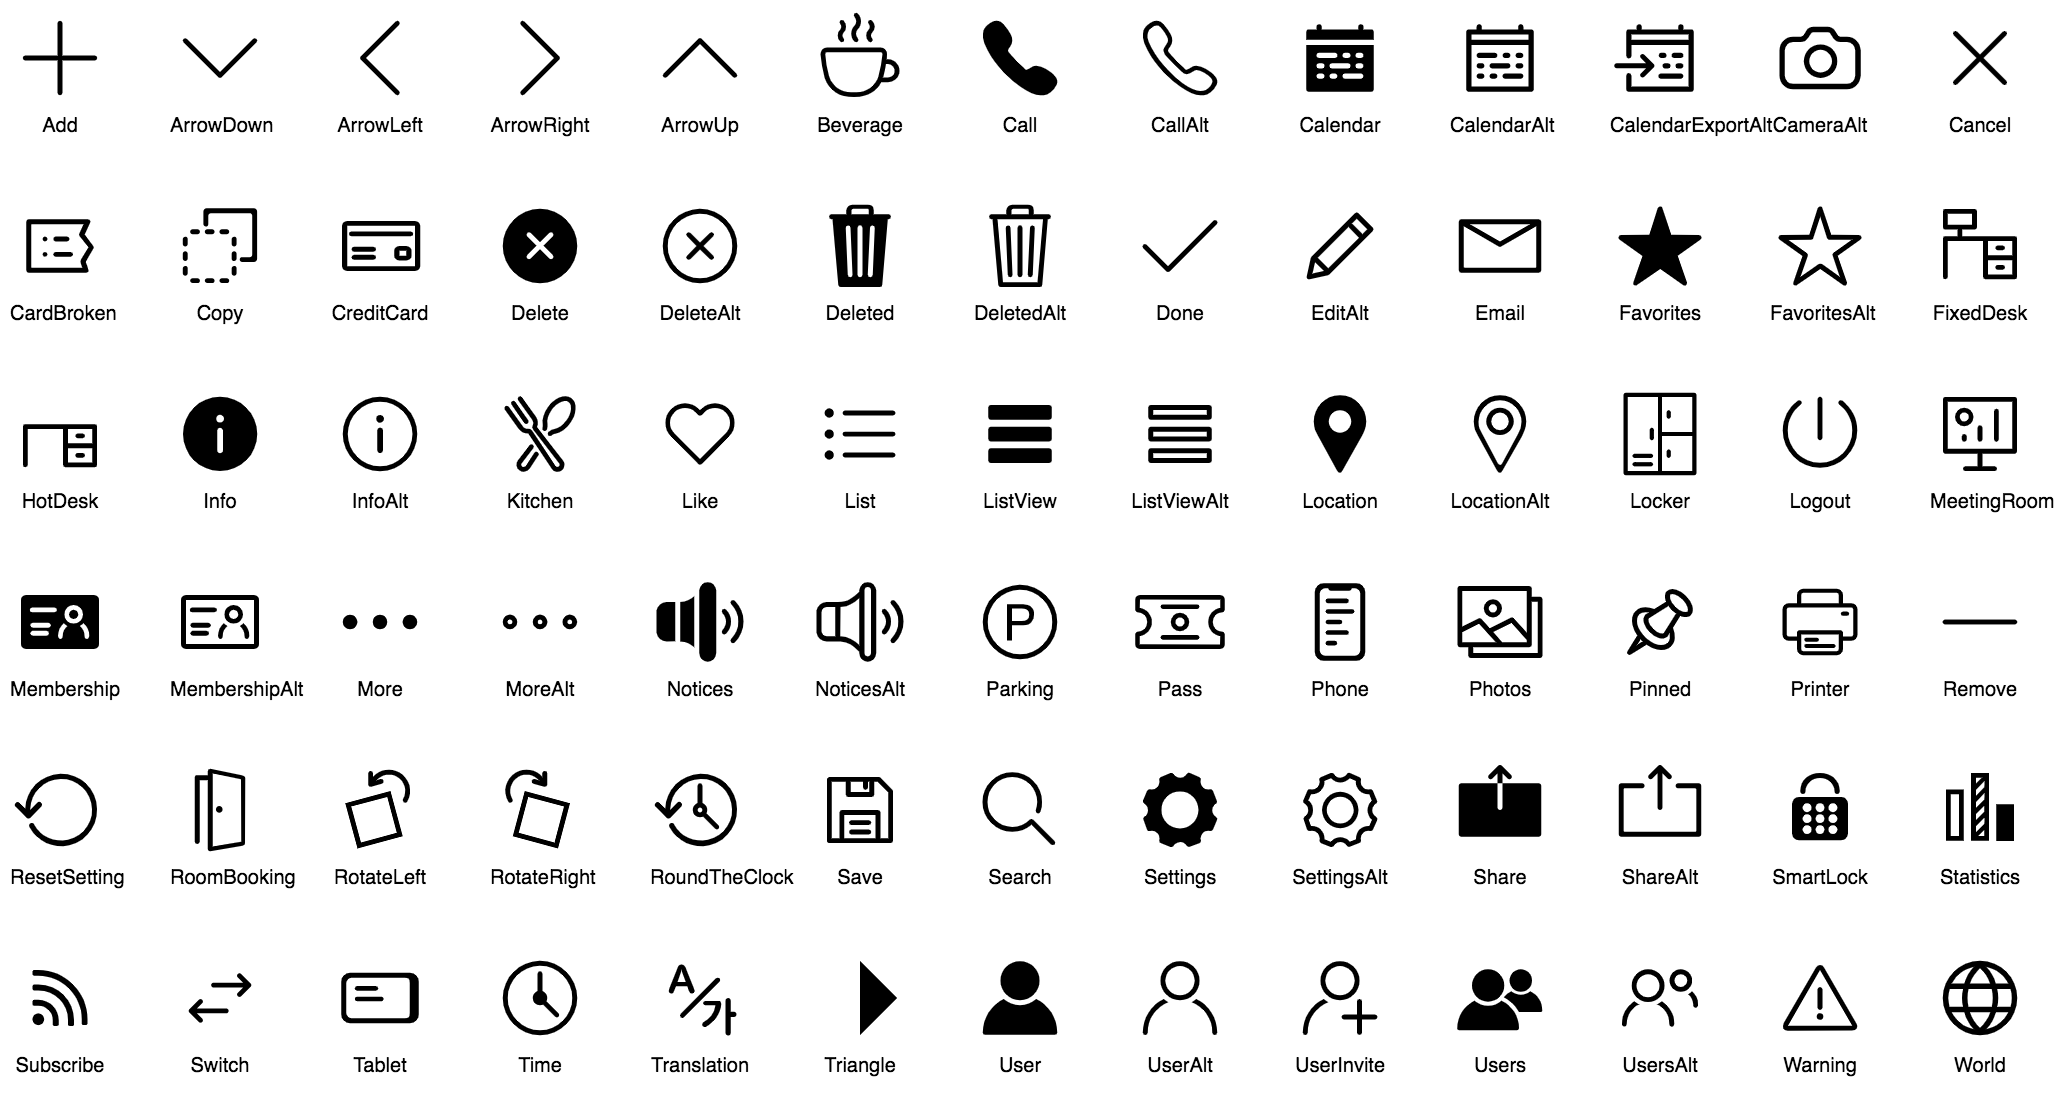 Add ArrowDown ArrowLeft ArrowRight ArrowUp Beverage Call CallAlt Calendar CalendarAlt CalendarExportAlt CameraAlt Cancel
CardBroken Copy CreditCard Delete DeleteAlt Deleted DeletedAlt Done EditAlt Email Favorites FavoritesAlt FixedDesk
HotDesk Info InfoAlt Kitchen Like List ListView ListViewAlt Location LocationAlt Locker Logout MeetingRoom
P
Membership MembershipAlt More MoreAlt Notices NoticesAlt Parking Pass Phone Photos Pinned Printer Remove
ResetSetting RoomBooking RotateLeft RotateRight RoundTheClock Save Search Settings SettingsAlt Share ShareAlt SmartLock Statistics
A/가
Subscribe Switch Tablet Time Translation Triangle User UserAlt UserInvite Users UsersAlt Warning World